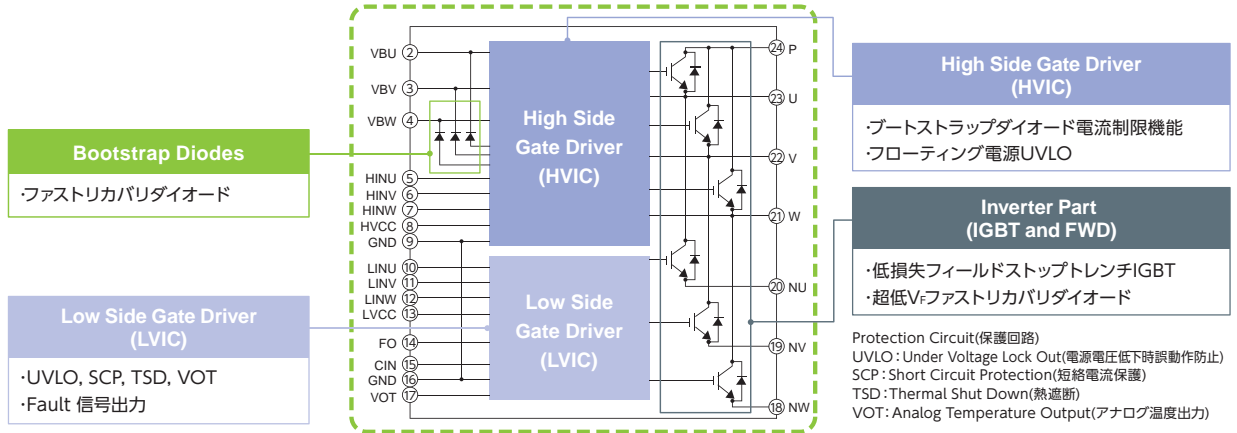 Bootstrap Diodes
・ファストリカバリダイオード
Low Side Gate Driver
(LVIC)
・UVLO, SCP, TSD, VOT
・Fault 信号出力
VBU ②
VBV ③
VBW ④
HINU ⑤
HINV ⑥
HINW ⑦
HVCC ⑧
GND ⑨
LINU ⑩
LINV ⑪
LINW ⑫
LVCC ⑬
FO ⑭
CIN ⑮
GND ⑯
VOT ⑰
High Side
Gate Driver
(HVIC)
Low Side
Gate Driver
(LVIC)
㉔ P
㉓ U
㉒ V
㉑ W
⑳ NU
⑲ NV
⑱ NW
High Side Gate Driver
(HVIC)
・ブートストラップダイオード電流制限機能
・フローティング電源UVLO
Inverter Part
(IGBT and FWD)
・低損失フィールドストップトレンチIGBT
・超低VFファストリカバリダイオード
Protection Circuit(保護回路)
UVLO：Under Voltage Lock Out(電源電圧低下時誤動作防止)
SCP：Short Circuit Protection(短絡電流保護)
TSD：Thermal Shut Down(熱遮断)
VOT：Analog Temperature Output(アナログ温度出力)